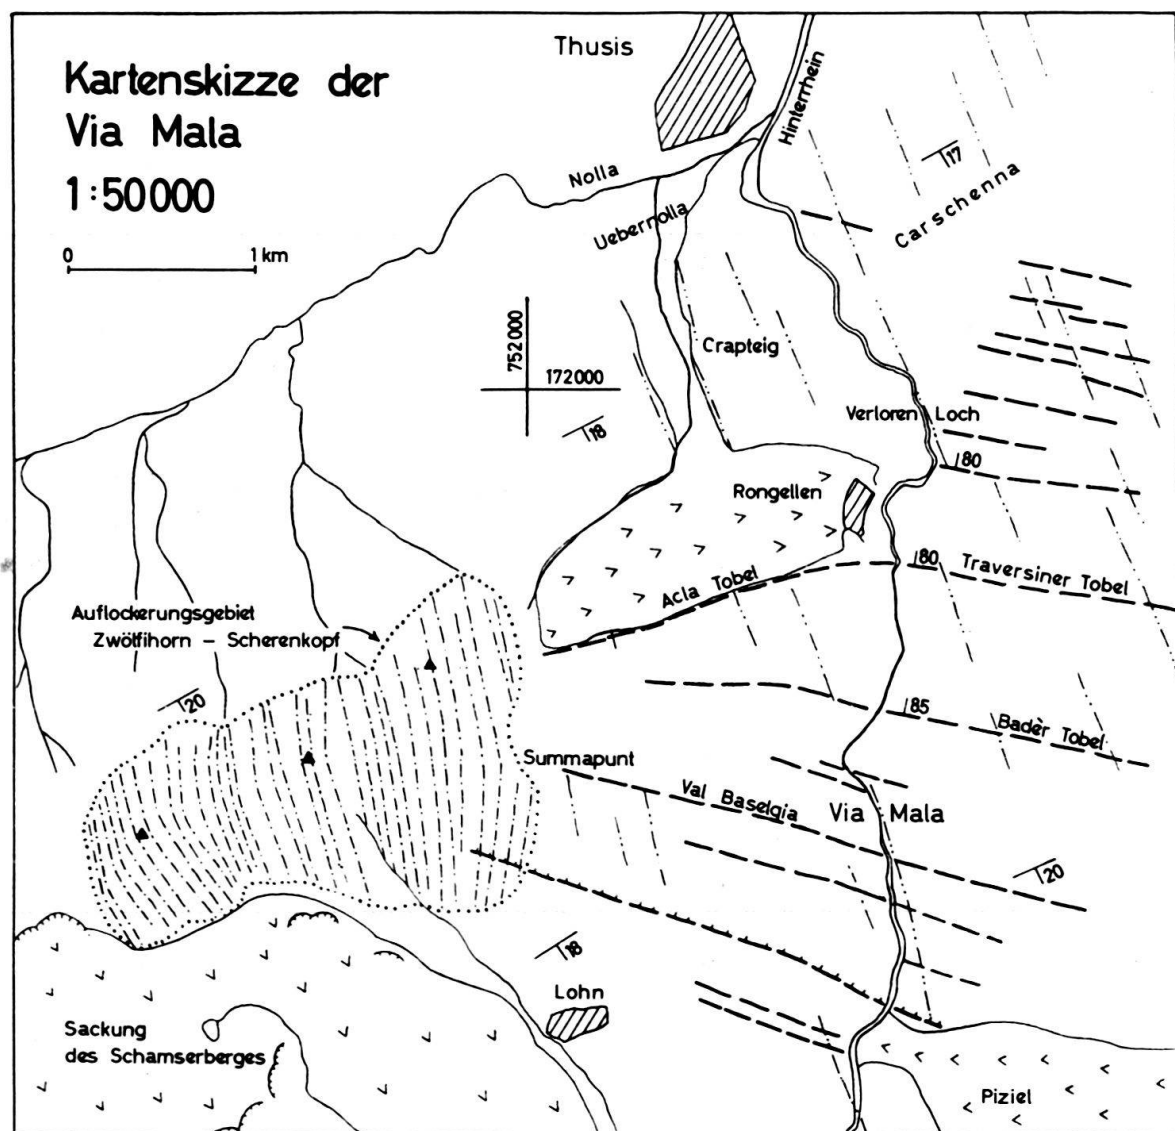 Kartenskizze der
Via Mala
1:50000
0 1 km
Thusis
Hinterrhein
Nolla
Uebernolla
17
Carschenna
752000
172000
Crapteig
18
Verloren Loch
80
Rongellen
Acla Tobel
80
Traversiner Tobel
Auflockerungsgebiet
Zwölfihorn – Scherenkopf
20
85
Badèr Tobel
Summapunt
Val Baselgia
Via Mala
20
18
Lohn
Sackung
des Schamserberges
Piziel